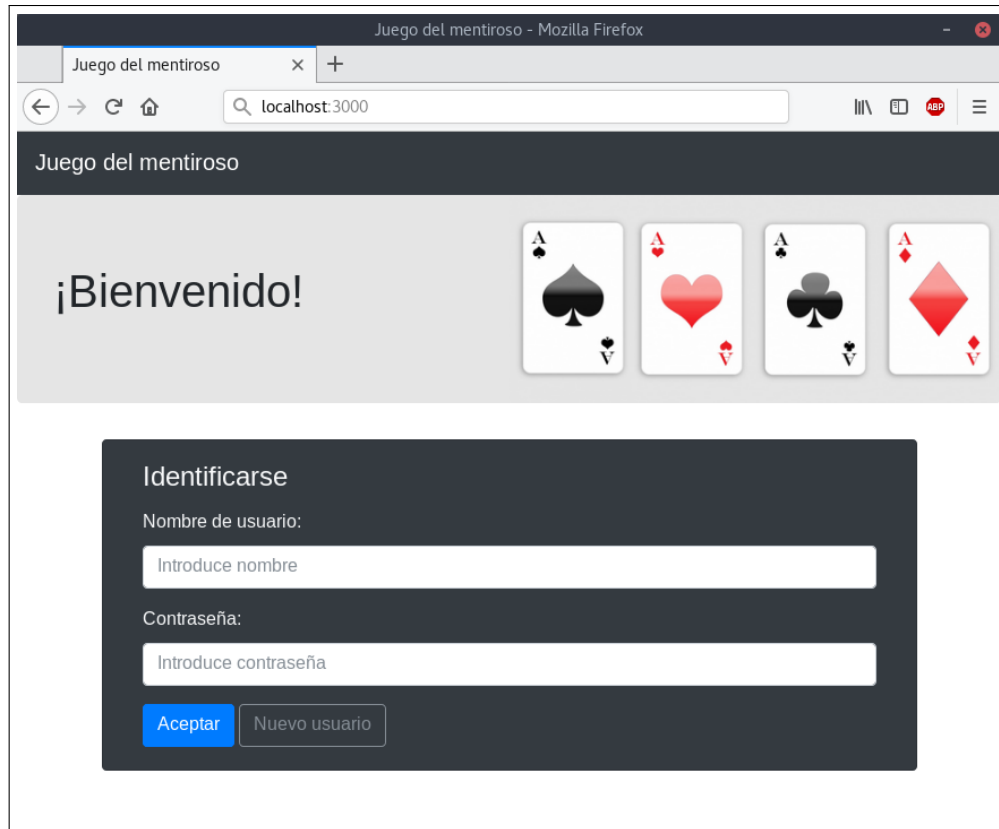 Juego del mentiroso - Mozilla Firefox
Juego del mentiroso
localhost:3000
ABP
Juego del mentiroso
¡Bienvenido!
A A A A
A A A A
Identificarse
Nombre de usuario:
Introduce nombre
Contraseña:
Introduce contraseña
Aceptar Nuevo usuario